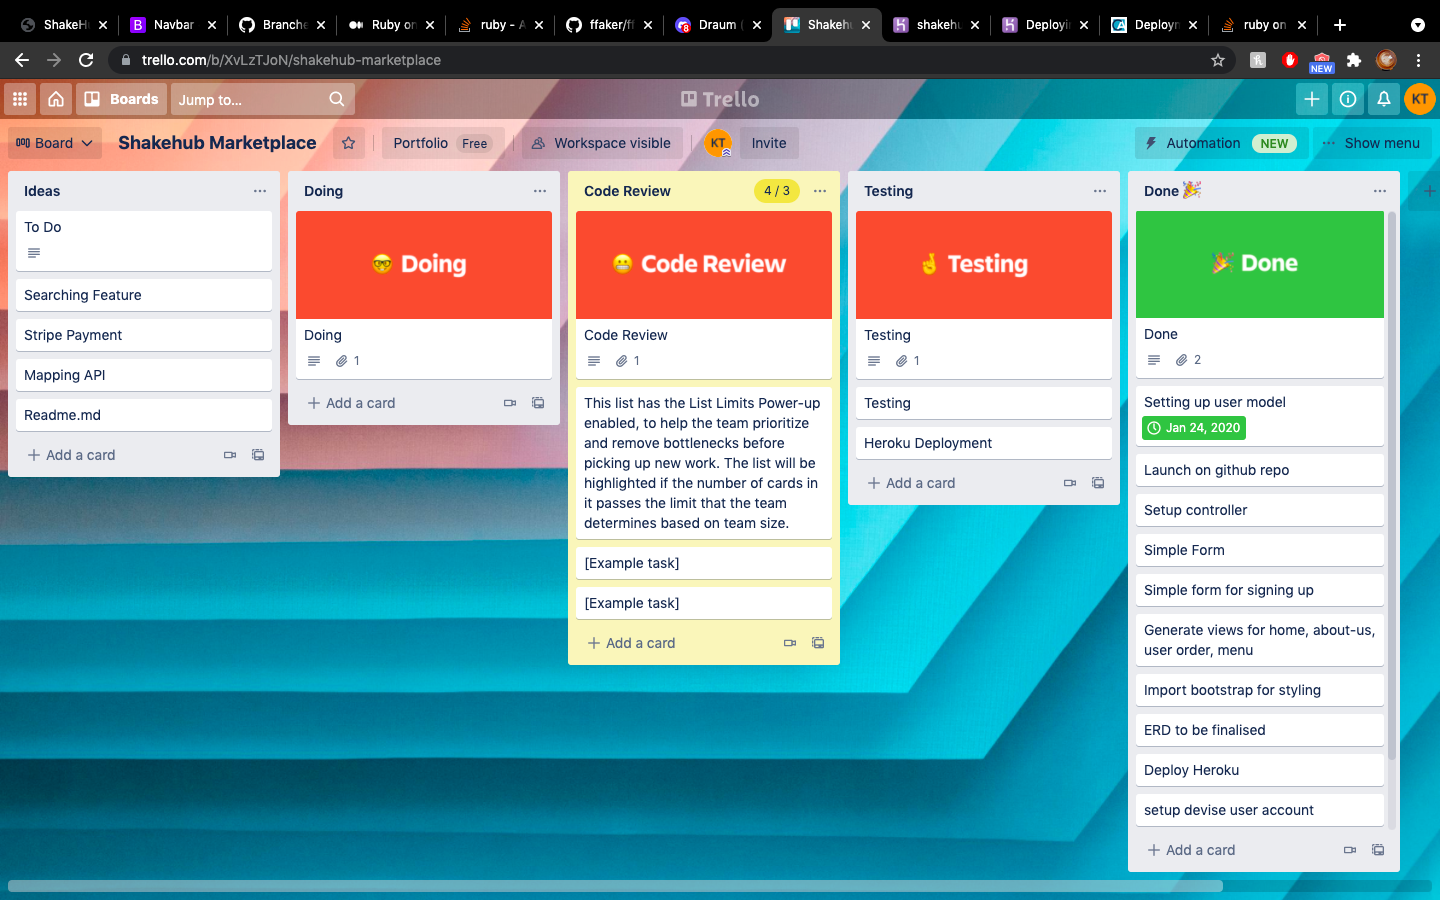 ShakeH
Navbar
Branche
Ruby on
ruby - A
ffaker/ff
Draum (
Shakehu
shakehu
Deployi
Deploym
ruby on
trello.com/b/XvLzTJoN/shakehub-marketplace
NEW
Boards
Jump to...
Trello
KT
Board
Shakehub Marketplace
Portfolio Free
Workspace visible
KT
Invite
Automation NEW
Show menu
Ideas
To Do
Searching Feature
Stripe Payment
Mapping API
Readme.md
+ Add a card
Doing
Doing
Doing
1
+ Add a card
Code Review
4 / 3
Code Review
Code Review
1
This list has the List Limits Power-up
enabled, to help the team prioritize
and remove bottlenecks before
picking up new work. The list will be
highlighted if the number of cards in
it passes the limit that the team
determines based on team size.
[Example task]
[Example task]
+ Add a card
Testing
Testing
Testing
1
Testing
Heroku Deployment
+ Add a card
Done
Done
Done
2
Setting up user model
Jan 24, 2020
Launch on github repo
Setup controller
Simple Form
Simple form for signing up
Generate views for home, about-us,
user order, menu
Import bootstrap for styling
ERD to be finalised
Deploy Heroku
setup devise user account
+ Add a card